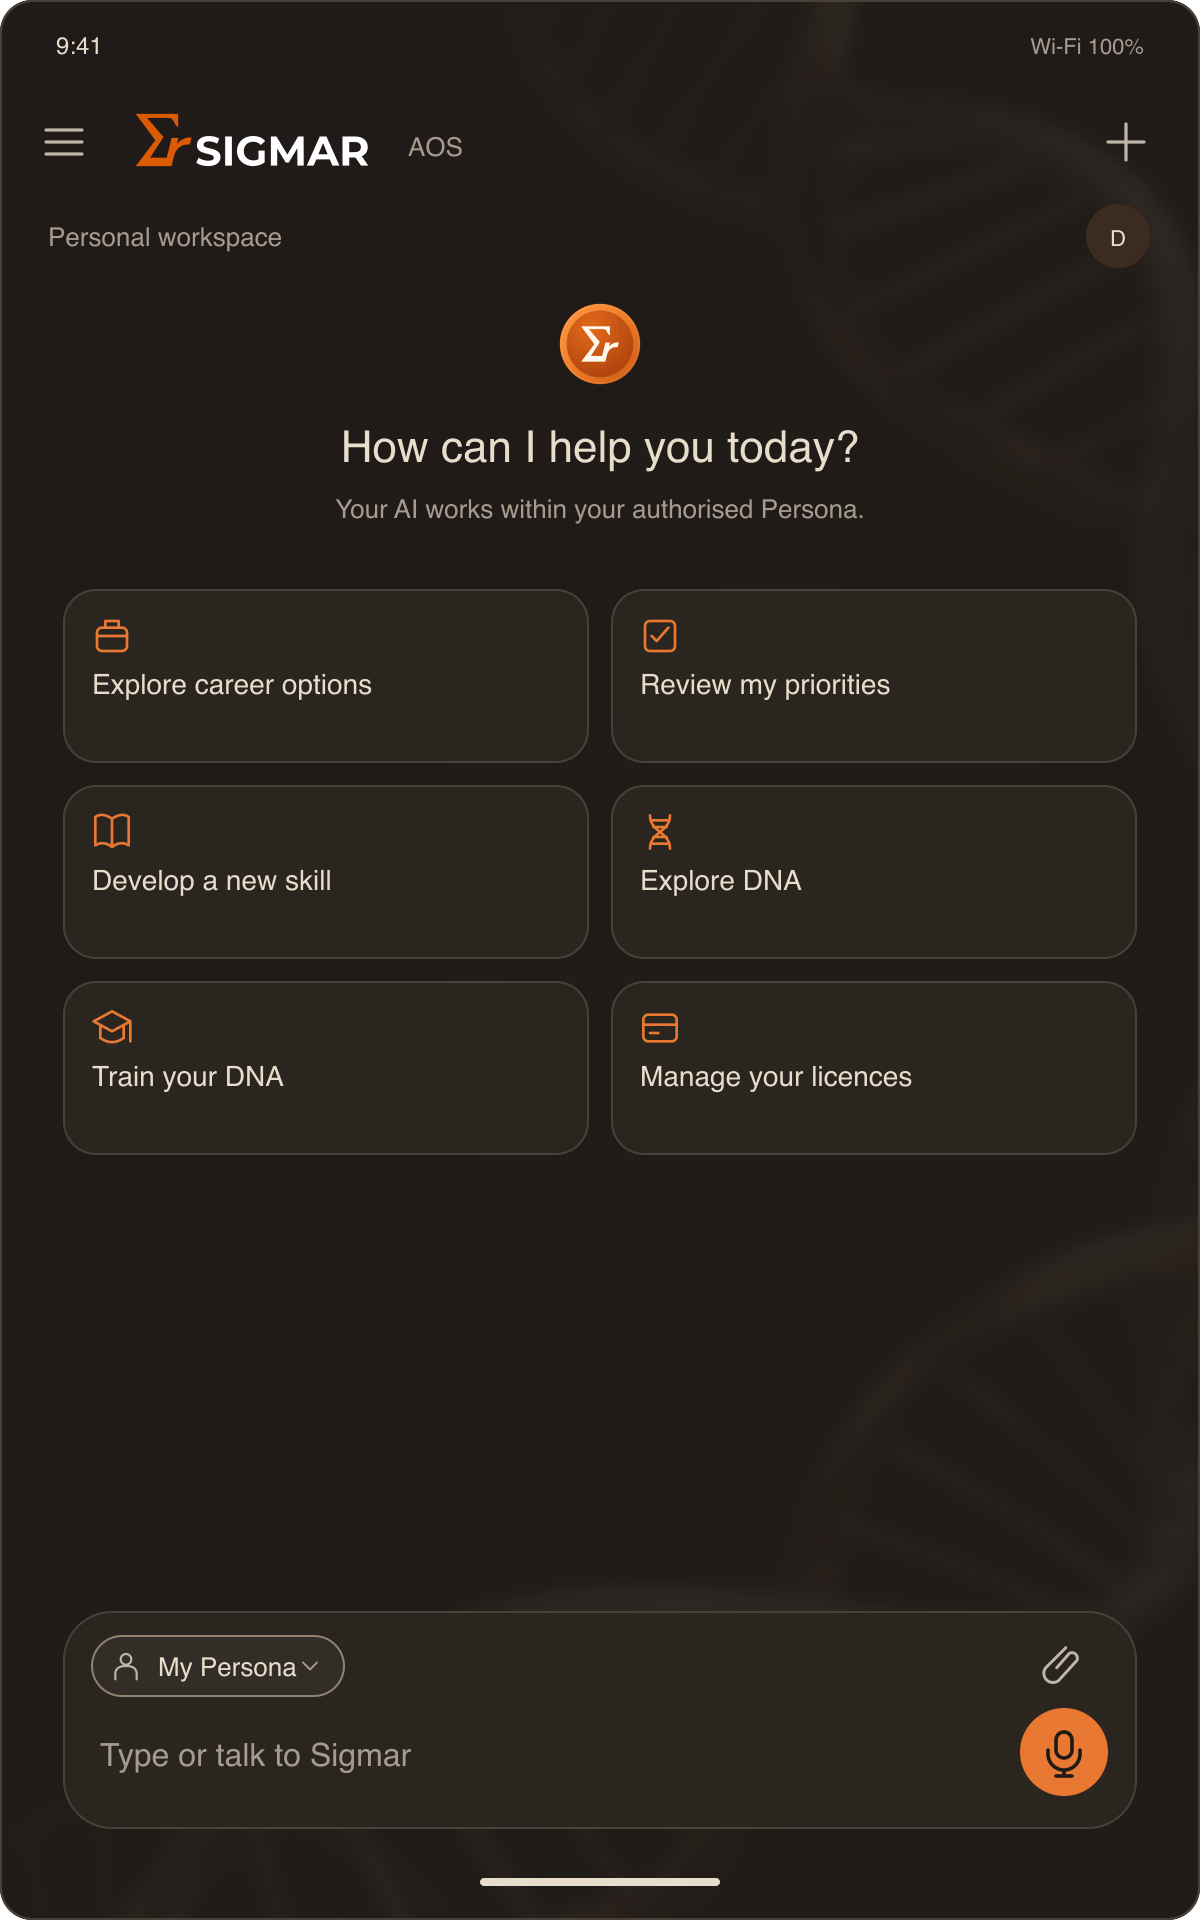 9:41 Wi-Fi 100%
Σr SIGMAR AOS
Personal workspace D
Σr
How can I help you today?
Your AI works within your authorised Persona.
Explore career options Review my priorities
Develop a new skill Explore DNA
Train your DNA Manage your licences
My Persona
Type or talk to Sigmar